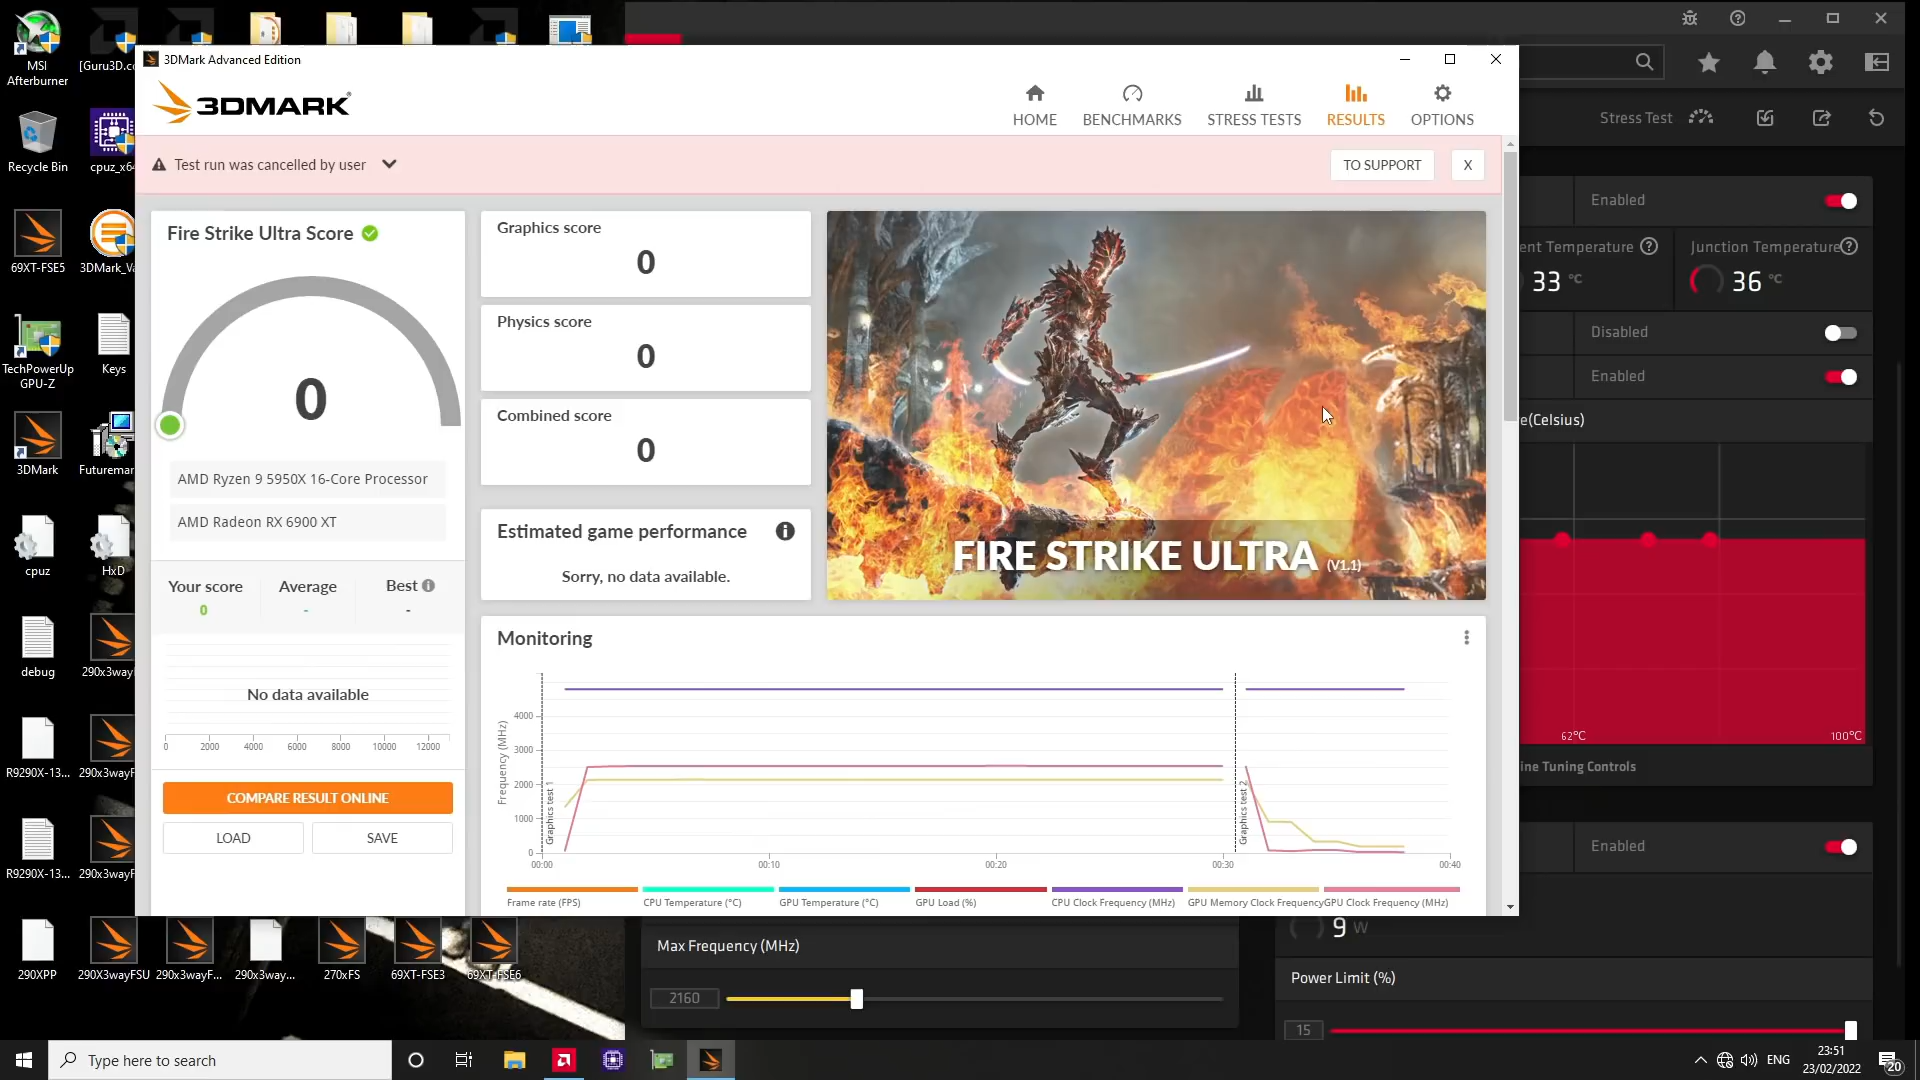 MSI
Afterburner
Recycle Bin
cpuz_x64
69XT-FSE5
TechPowerUp
GPU-Z
Keys
3DMark
cpuz
HxD
debug
290XPP
290X3wayFSU
290x3wayF...
290x3way...
270xFS
69XT-FSE3
69XT-FSE6
R9290X-13...
R9290X-13...
3DMark Advanced Edition
3DMARK
HOME
BENCHMARKS
STRESS TESTS
RESULTS
OPTIONS
Test run was cancelled by user
TO SUPPORT
X
Fire Strike Ultra Score
0
AMD Ryzen 9 5950X 16-Core Processor
AMD Radeon RX 6900 XT
Your score
Average
Best
0
-
-
No data available
0 2000 4000 6000 8000 10000 12000
COMPARE RESULT ONLINE
LOAD
SAVE
Graphics score
0
Physics score
0
Combined score
0
Estimated game performance
Sorry, no data available.
FIRE STRIKE ULTRA (V1.1)
Monitoring
Frequency (MHz)
4000
3000
2000
1000
0
Graphics test 1
Graphics test 2
00:00 00:10 00:20 00:30 00:40
Frame rate (FPS)
CPU Temperature (°C)
GPU Temperature (°C)
GPU Load (%)
CPU Clock Frequency (MHz)
GPU Memory Clock Frequency
GPU Clock Frequency (MHz)
Stress Test
Enabled
ent Temperature
33 °C
Junction Temperature
36 °C
Disabled
Enabled
e(Celsius)
62°C
100°C
ine Tuning Controls
Enabled
9 W
Power Limit (%)
15
Max Frequency (MHz)
2160
Type here to search
ENG
23:51
23/02/2022
20